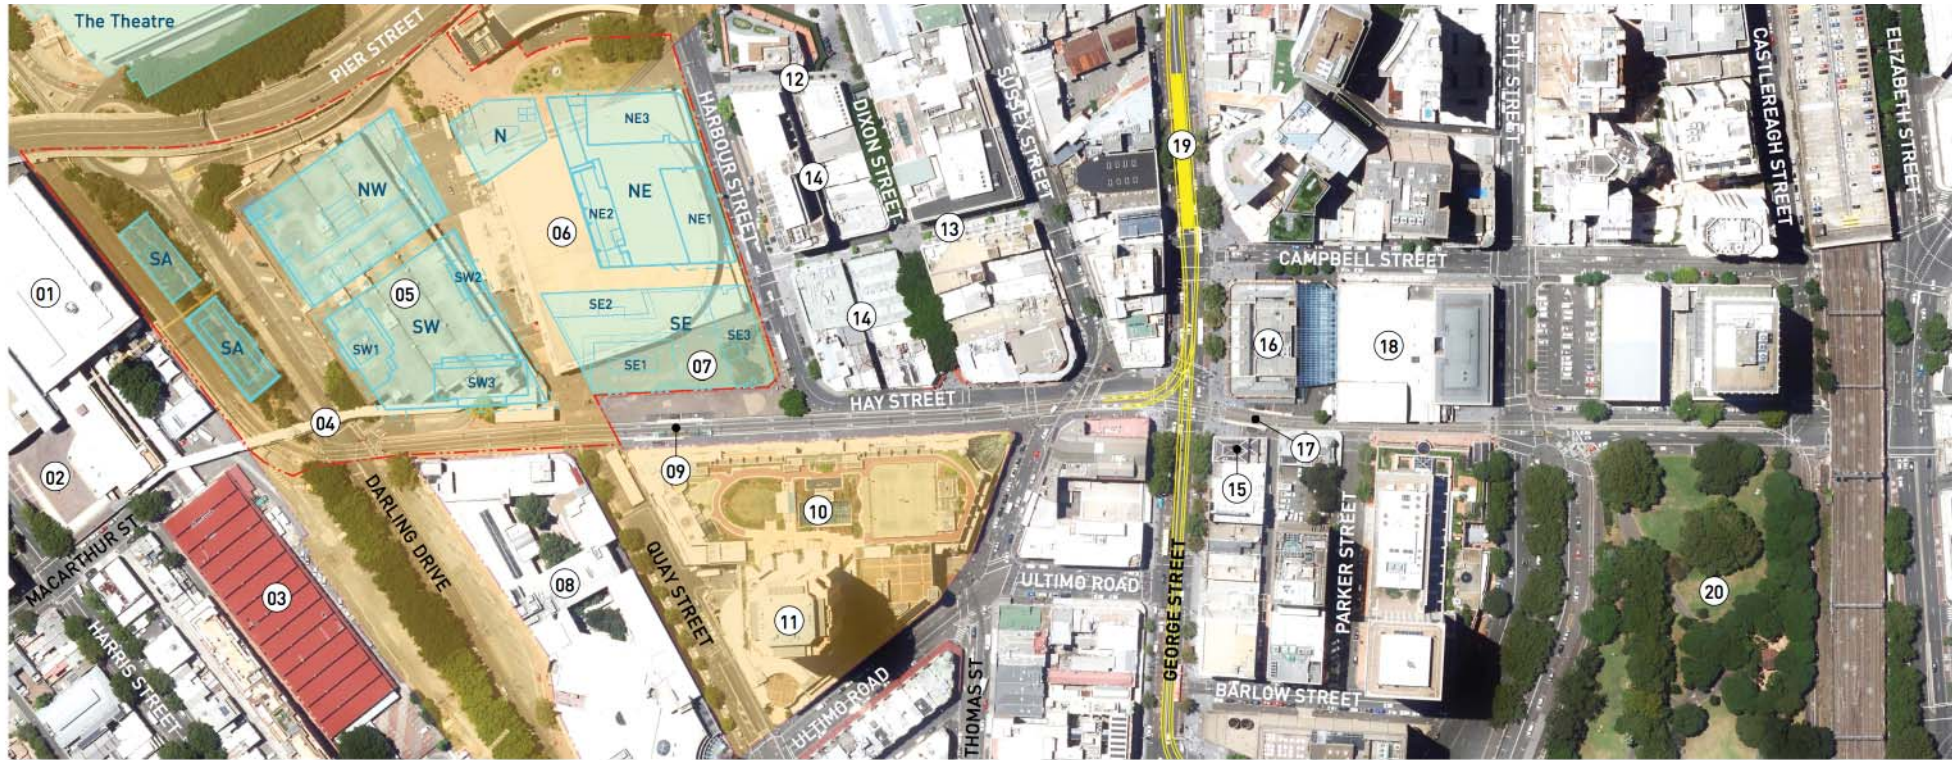 The Theatre
PIER STREET
12
SUSSEX STREET
PITT STREET
CASTLEREAGH STREET
ELIZABETH STREET
HARBOUR STREET
DIXON STREET
N
NE3
19
14
NW
NE
NE2
NE1
06
13
SA
CAMPBELL STREET
01
05
SW2
SW
SE2
SE
SE3
14
16
18
SA
SW1
SE1
07
SW3
HAY STREET
04
09
17
02
15
10
DARLING DRIVE
MACARTHUR ST
QUAY STREET
PARKER STREET
08
ULTIMO ROAD
GEORGE STREET
20
03
11
HARRIS STREET
BARLOW STREET
ULTIMO ROAD
THOMAS ST